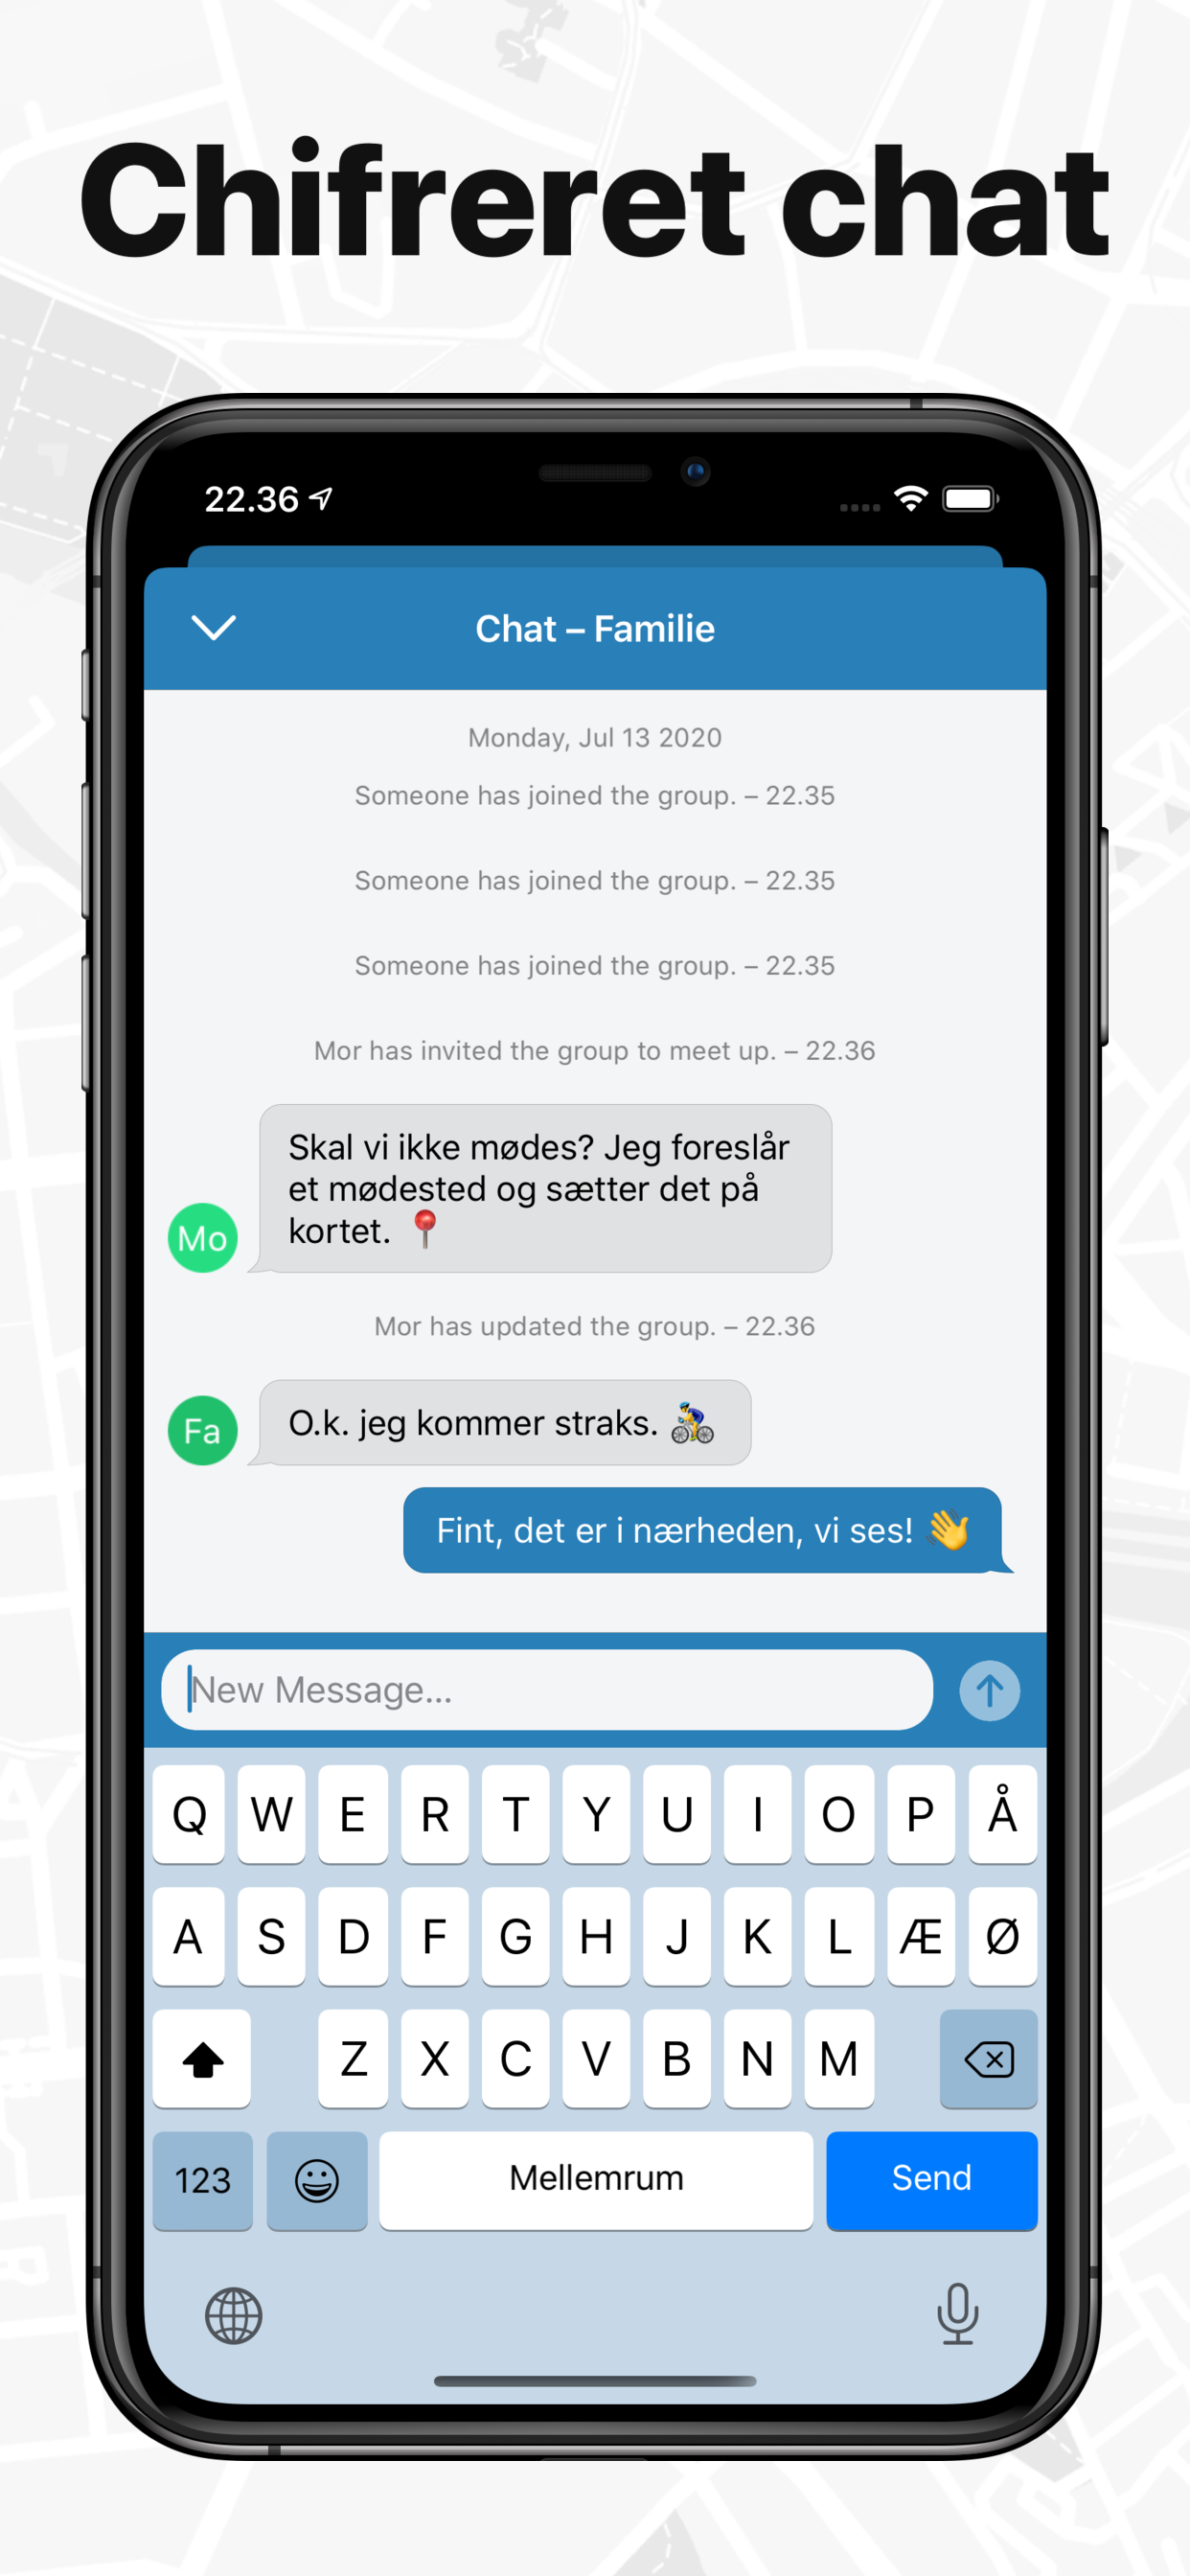 Chifreret chat
22.36
Chat – Familie
Monday, Jul 13 2020
Someone has joined the group. – 22.35
Someone has joined the group. – 22.35
Someone has joined the group. – 22.35
Mor has invited the group to meet up. – 22.36
Skal vi ikke mødes? Jeg foreslår
et mødested og sætter det på
kortet. 📍
Mo
Mor has updated the group. – 22.36
Fa
O.k. jeg kommer straks. 🚴
Fint, det er i nærheden, vi ses! 👋
New Message...
Q W E R T Y U I O P Å
A S D F G H J K L Æ Ø
Z X C V B N M
123 Mellemrum Send